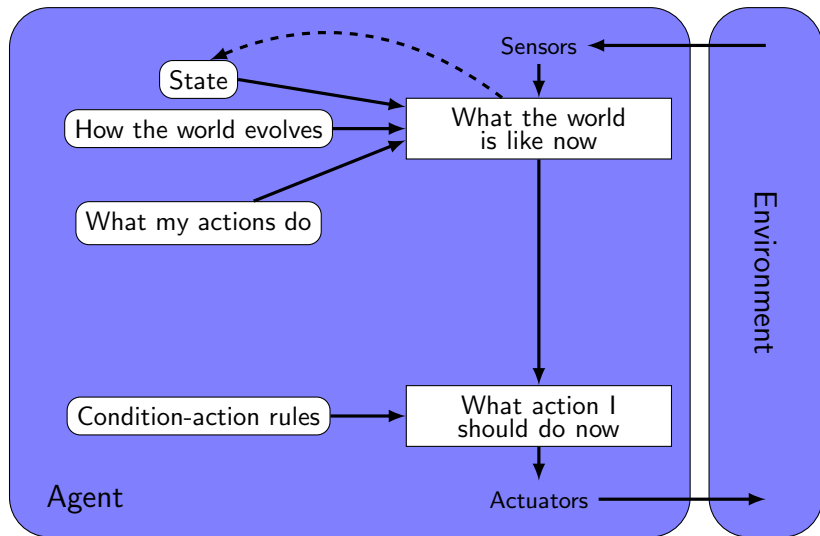 Sensors
State
How the world evolves
What the world
is like now
What my actions do
Environment
Condition-action rules
What action I
should do now
Agent
Actuators